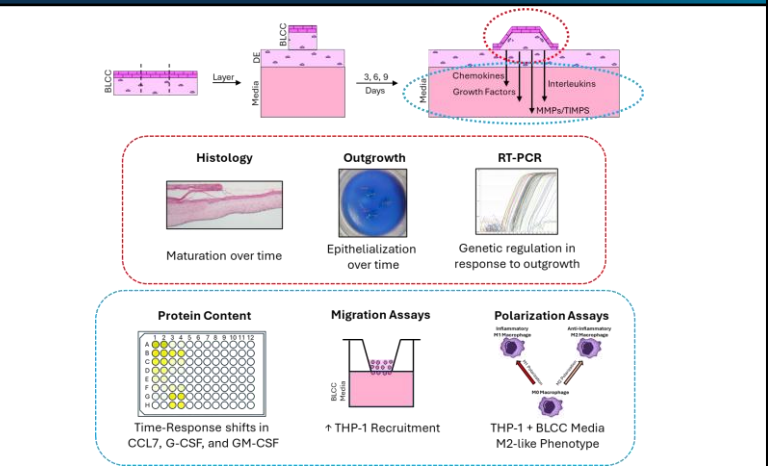 BLCC
Layer
BLCC
DE
Media
3, 6, 9
Days
Media
Chemokines
Growth Factors
Interleukins
MMPs/TIMPS
Histology
Maturation over time
Outgrowth
Epithelialization
over time
RT-PCR
Genetic regulation in
response to outgrowth
Protein Content
1 2 3 4 5 6 7 8 9 10 11 12
A
B
C
D
E
F
G
H
Time-Response shifts in
CCL7, G-CSF, and GM-CSF
Migration Assays
BLCC
Media
↑ THP-1 Recruitment
Polarization Assays
Inflammatory
M1 Macrophage
Anti-Inflammatory
M2 Macrophage
M1 Polarization
M2 Polarization
M0 Macrophage
THP-1 + BLCC Media
M2-like Phenotype